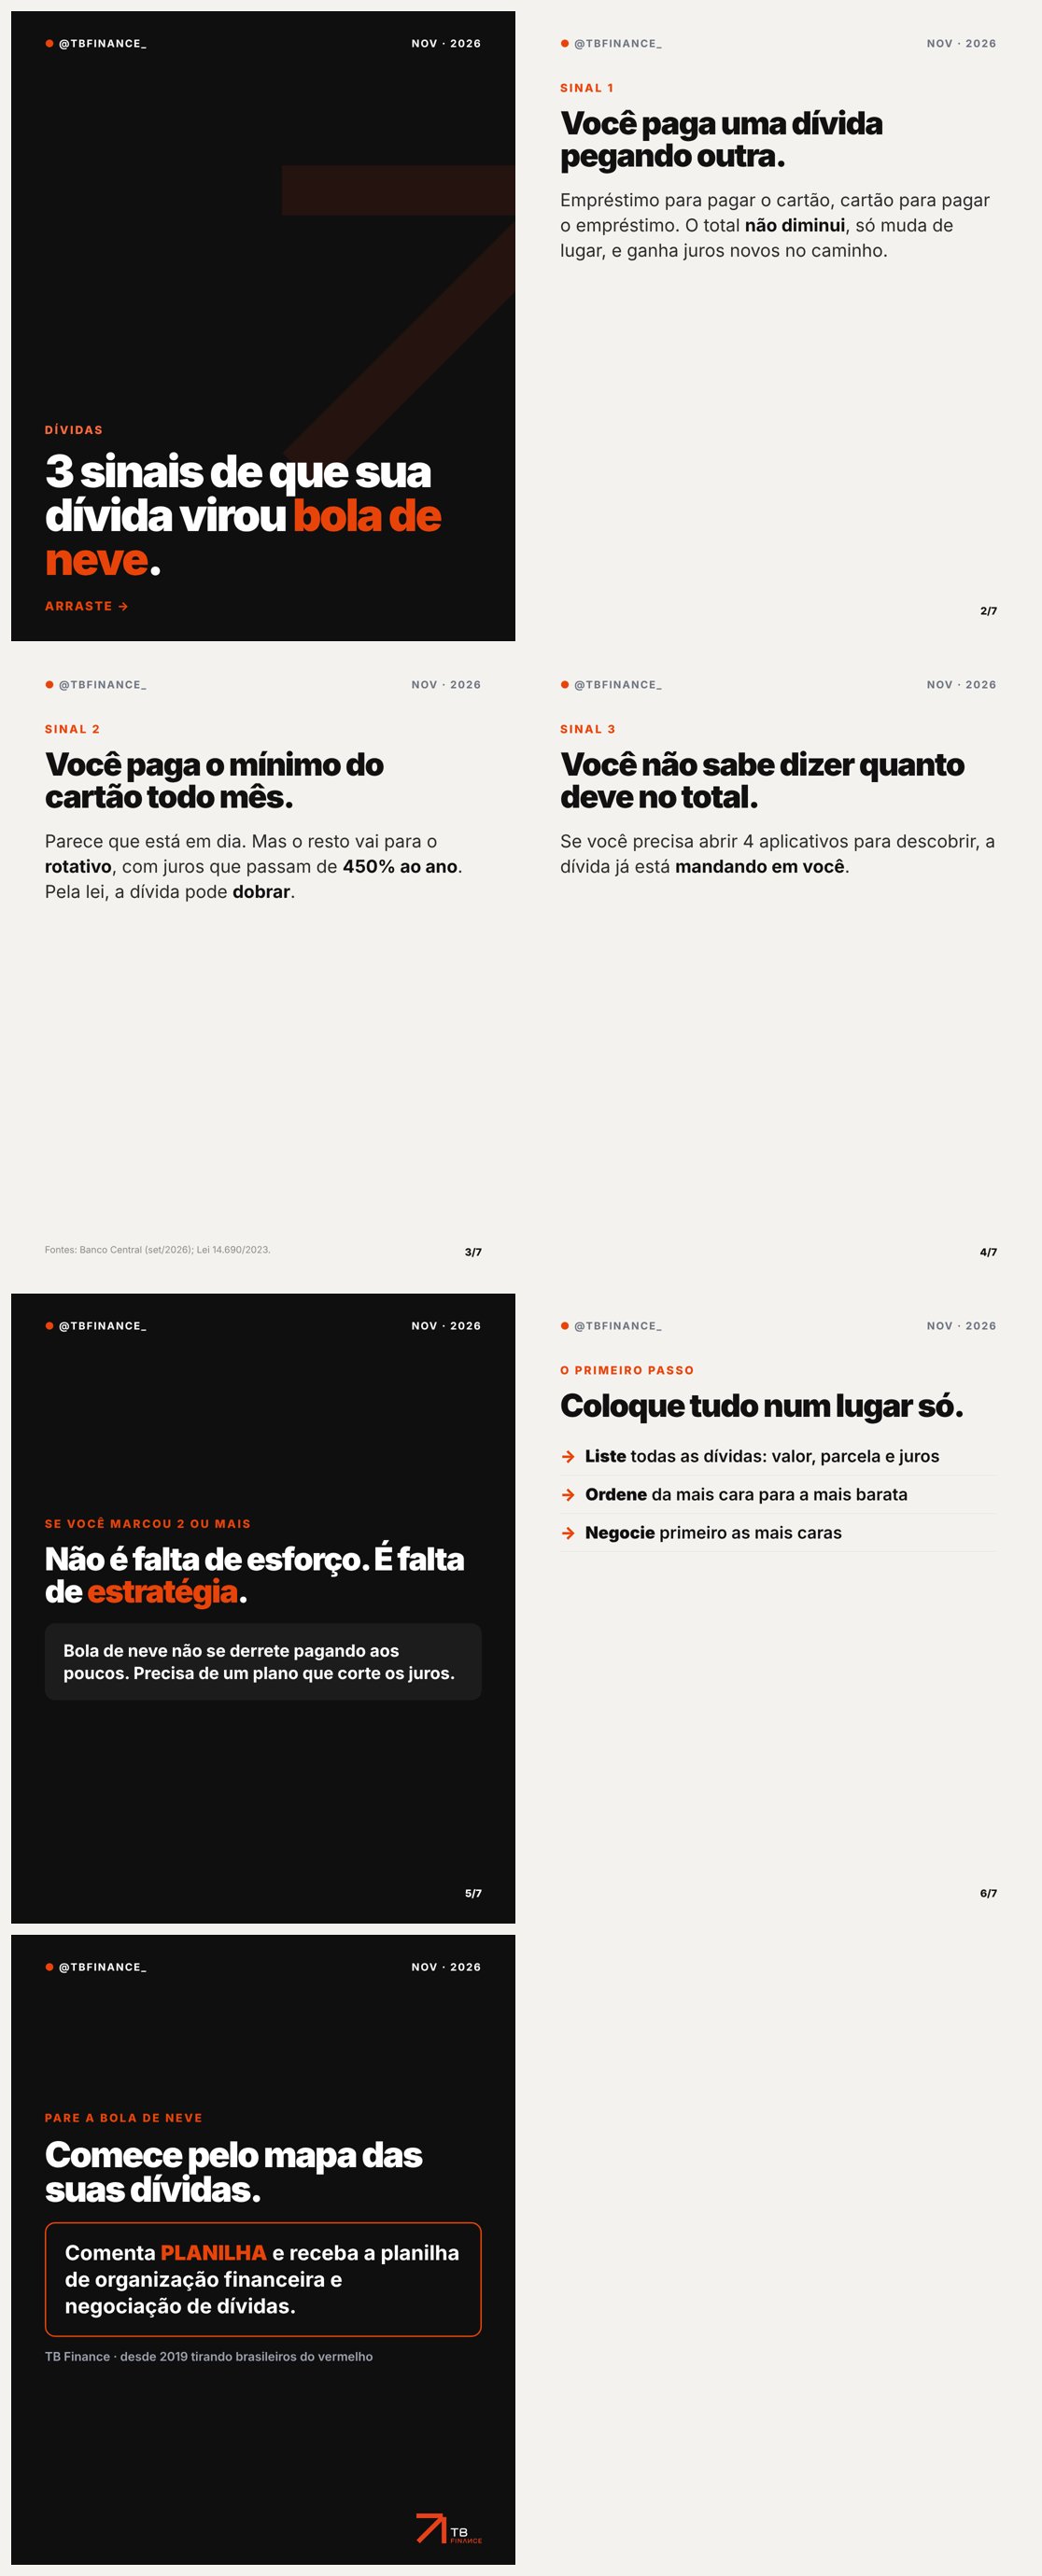 @TBFINANCE_
NOV · 2026
DÍVIDAS
3 sinais de que sua
dívida virou bola de
neve.
ARRASTE →
@TBFINANCE_
NOV · 2026
SINAL 1
Você paga uma dívida
pegando outra.
Empréstimo para pagar o cartão, cartão para pagar
o empréstimo. O total não diminui, só muda de
lugar, e ganha juros novos no caminho.
2/7
@TBFINANCE_
NOV · 2026
SINAL 2
Você paga o mínimo do
cartão todo mês.
Parece que está em dia. Mas o resto vai para o
rotativo, com juros que passam de 450% ao ano.
Pela lei, a dívida pode dobrar.
Fontes: Banco Central (set/2026); Lei 14.690/2023.
3/7
@TBFINANCE_
NOV · 2026
SINAL 3
Você não sabe dizer quanto
deve no total.
Se você precisa abrir 4 aplicativos para descobrir, a
dívida já está mandando em você.
4/7
@TBFINANCE_
NOV · 2026
SE VOCÊ MARCOU 2 OU MAIS
Não é falta de esforço. É falta
de estratégia.
Bola de neve não se derrete pagando aos
poucos. Precisa de um plano que corte os juros.
5/7
@TBFINANCE_
NOV · 2026
O PRIMEIRO PASSO
Coloque tudo num lugar só.
→ Liste todas as dívidas: valor, parcela e juros
→ Ordene da mais cara para a mais barata
→ Negocie primeiro as mais caras
6/7
@TBFINANCE_
NOV · 2026
PARE A BOLA DE NEVE
Comece pelo mapa das
suas dívidas.
Comenta PLANILHA e receba a planilha
de organização financeira e
negociação de dívidas.
TB Finance · desde 2019 tirando brasileiros do vermelho
TB
FINANCE